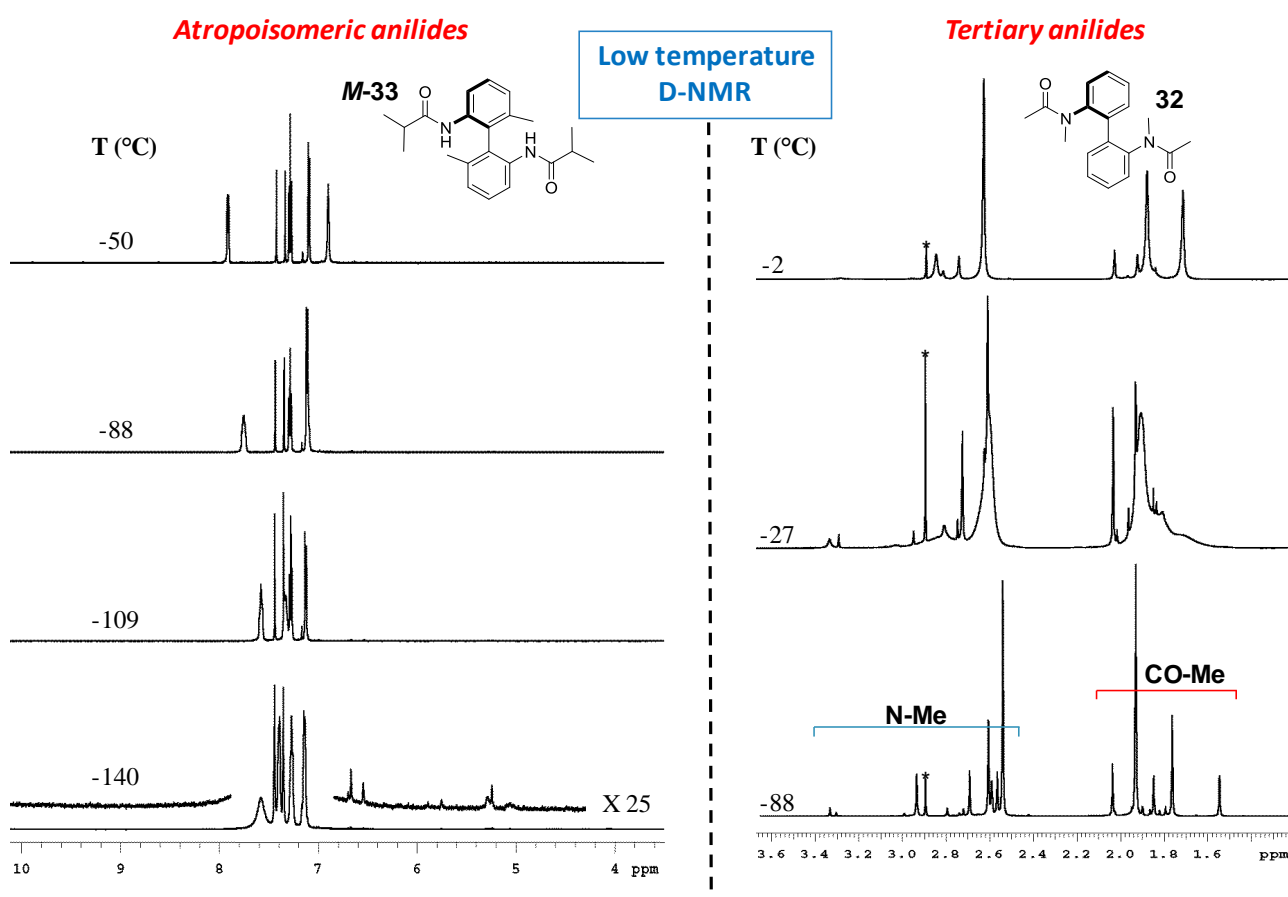 Atropoisomeric anilides
Low temperature
D-NMR
Tertiary anilides
M-33
O
N
H
H
N
O
T (°C)
-50
-88
-109
-140
X 25
10 9 8 7 6 5 4 ppm
O
N
32
N
O
T (°C)
*
-2
*
-27
CO-Me
N-Me
*
-88
3.6 3.2 3.0 2.8 2.6 2.4 2.2 2.0 1.8 1.6 ppm